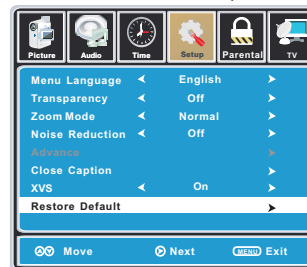 Picture Audio Time Setup Parental TV
Menu Language English
Transparency Off
Zoom Mode Normal
Noise Reduction Off
Advance
Close Caption
XVS On
Restore Default
Move Next MENU Exit